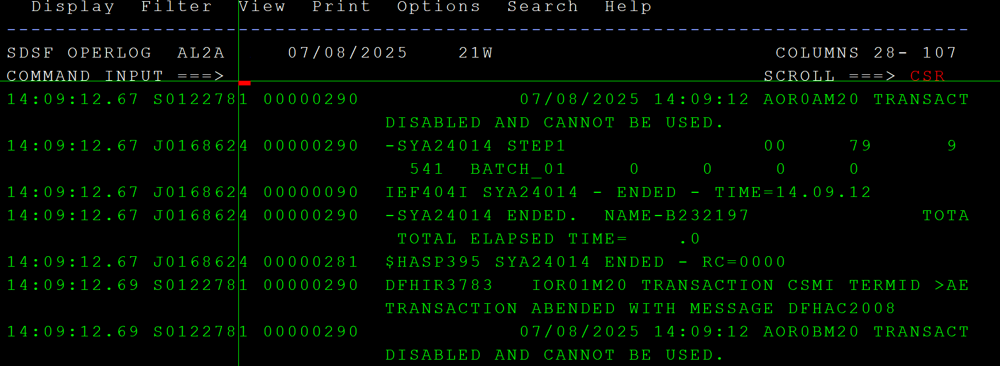 Display Filter View Print Options Search Help
-------------------------------------------------------------------------------
SDSF OPERLOG AL2A 07/08/2025 21W COLUMNS 28- 107
COMMAND INPUT ===> SCROLL ===> CSR
14:09:12.67 S0122781 00000290 07/08/2025 14:09:12 AOR0AM20 TRANSACT
DISABLED AND CANNOT BE USED.
14:09:12.67 J0168624 00000290 -SYA24014 STEP1 00 79 9
541 BATCH_01 0 0 0 0
14:09:12.67 J0168624 00000090 IEF404I SYA24014 - ENDED - TIME=14.09.12
14:09:12.67 J0168624 00000290 -SYA24014 ENDED. NAME-B232197 TOTA
TOTAL ELAPSED TIME= .0
14:09:12.67 J0168624 00000281 $HASP395 SYA24014 ENDED - RC=0000
14:09:12.69 S0122781 00000290 DFHIR3783 IOR01M20 TRANSACTION CSMI TERMID >AE
TRANSACTION ABENDED WITH MESSAGE DFHAC2008
14:09:12.69 S0122781 00000290 07/08/2025 14:09:12 AOR0BM20 TRANSACT
DISABLED AND CANNOT BE USED.